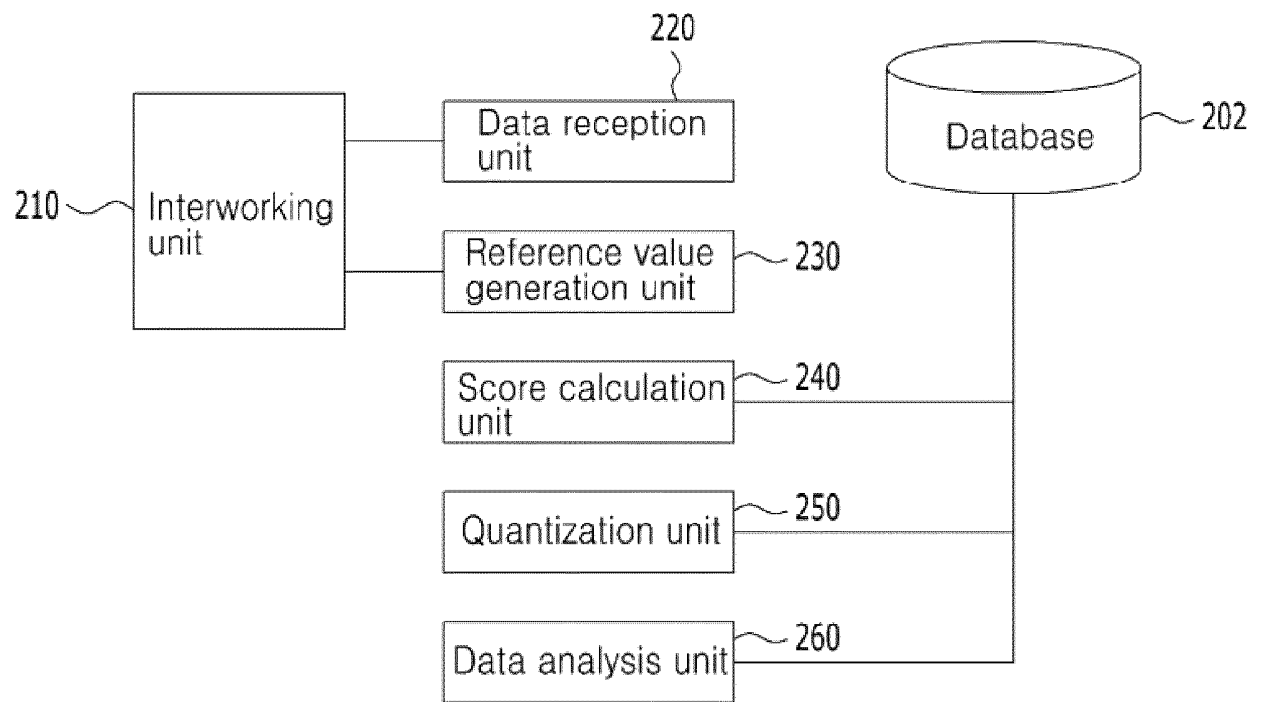 220
Data reception
unit
Database
202
210
Interworking
unit
Reference value
generation unit
230
Score calculation
unit
240
Quantization unit
250
Data analysis unit
260